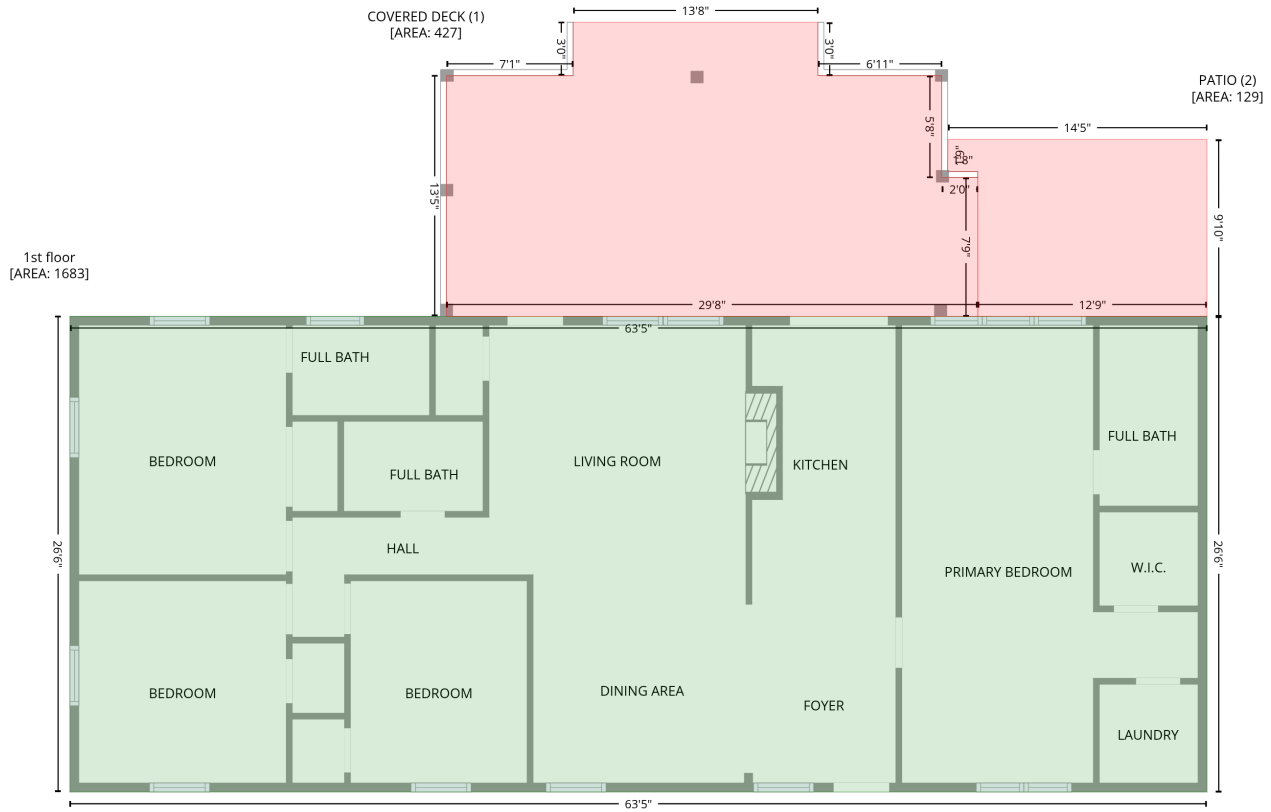 13'8"
COVERED DECK (1)
[AREA: 427]
3'0"
3'0"
7'1"
6'11"
PATIO (2)
[AREA: 129]
5'8"
14'5"
1'9"
1'8"
2'0"
13'5"
9'10"
7'9"
1st floor
[AREA: 1683]
29'8"
12'9"
63'5"
FULL BATH
FULL BATH
BEDROOM
LIVING ROOM
KITCHEN
FULL BATH
HALL
26'6"
26'6"
PRIMARY BEDROOM
W.I.C.
BEDROOM
BEDROOM
DINING AREA
FOYER
LAUNDRY
63'5"